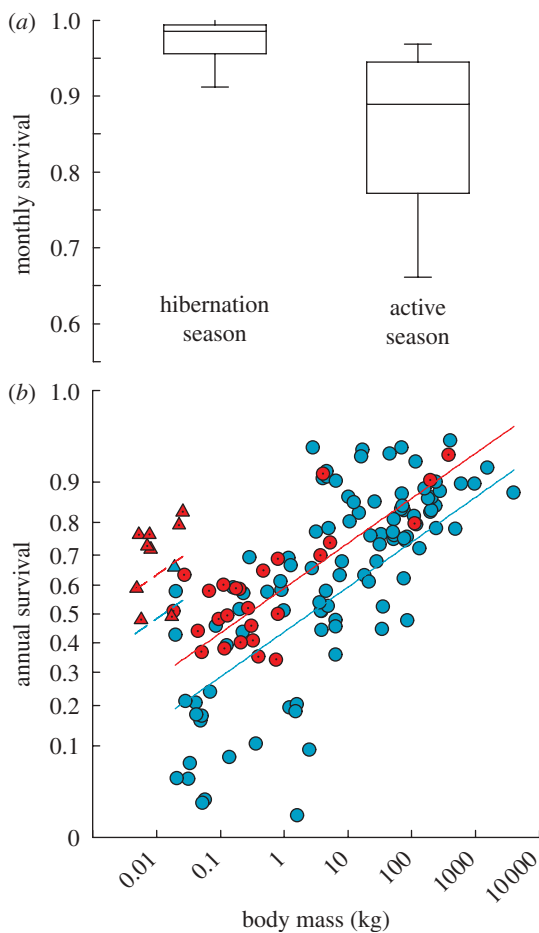 (a)
1.0
0.9
0.8
0.7
0.6
monthly survival
hibernation
season
active
season
(b)
1.0
0.9
0.8
0.7
0.6
0.5
0.4
0.3
0.2
0.1
0
annual survival
0.01 0.1 1 10 100 1000 10000
body mass (kg)